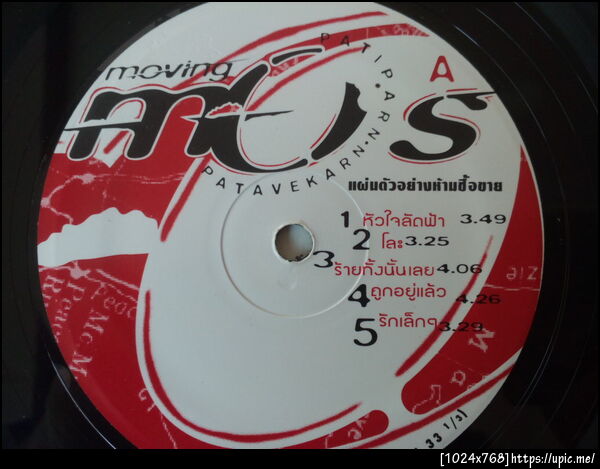 moving
mos
PATIPARN•PATAVEKARN•
A
แผ่นตัวอย่างห้ามซื้อขาย
1 หัวใจลัดฟ้า 3.49
2 โละ 3.25
3 ร้ายทั้งนั้นเลย 4.06
4 ถูกอยู่แล้ว 4.26
5 รักเล็กๆ 3.29
33 1/3)
[1024x768]https://upic.me/